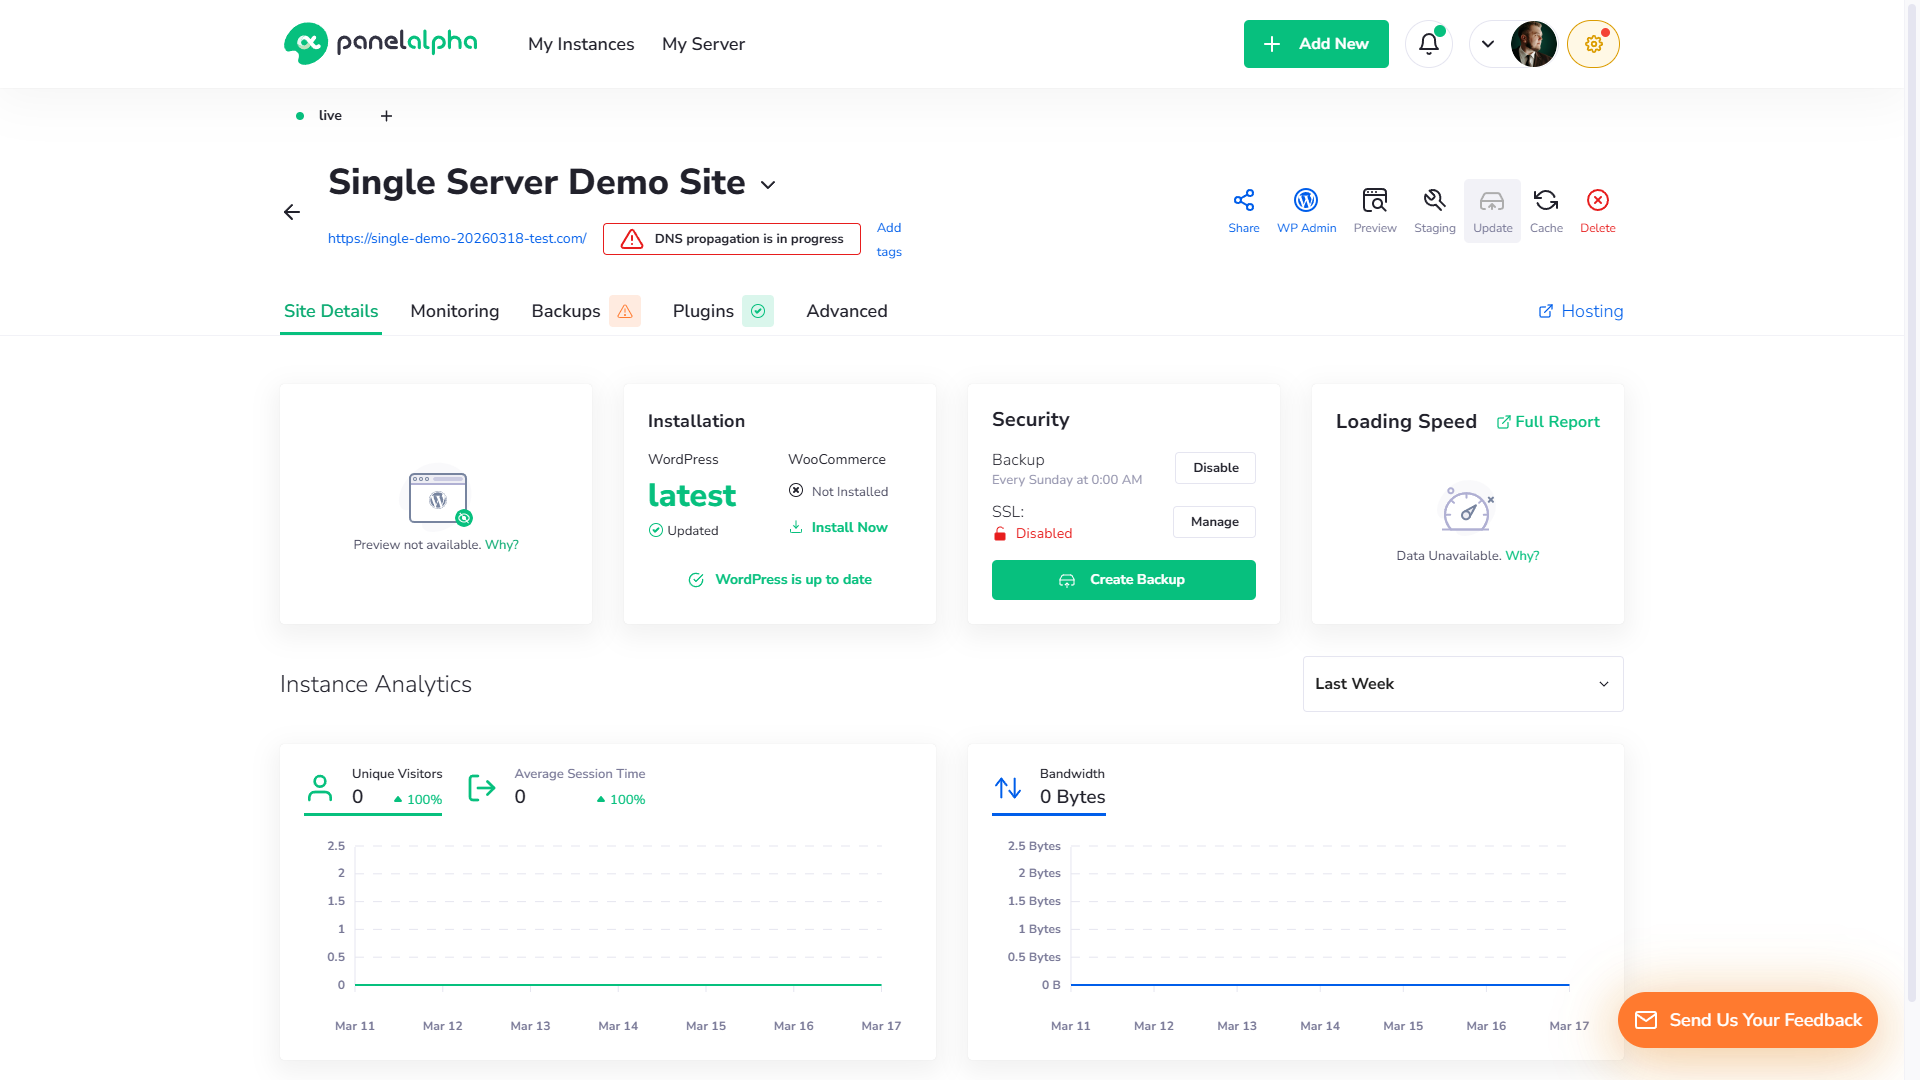 panelalpha
My Instances
My Server
Add New
live
Single Server Demo Site
https://single-demo-20260318-test.com/
DNS propagation is in progress
Add
tags
Share
WP Admin
Preview
Staging
Update
Cache
Delete
Site Details
Monitoring
Backups
Plugins
Advanced
Hosting
Preview not available. Why?
Installation
WordPress
latest
Updated
WooCommerce
Not Installed
Install Now
WordPress is up to date
Security
Backup
Every Sunday at 0:00 AM
Disable
SSL:
Disabled
Manage
Create Backup
Loading Speed
Full Report
Data Unavailable. Why?
Instance Analytics
Last Week
Unique Visitors
0
100%
Average Session Time
0
100%
2.5
2
1.5
1
0.5
0
Mar 11
Mar 12
Mar 13
Mar 14
Mar 15
Mar 16
Mar 17
Bandwidth
0 Bytes
2.5 Bytes
2 Bytes
1.5 Bytes
1 Bytes
0.5 Bytes
0 B
Mar 11
Mar 12
Mar 13
Mar 14
Mar 15
Mar 16
Mar 17
Send Us Your Feedback